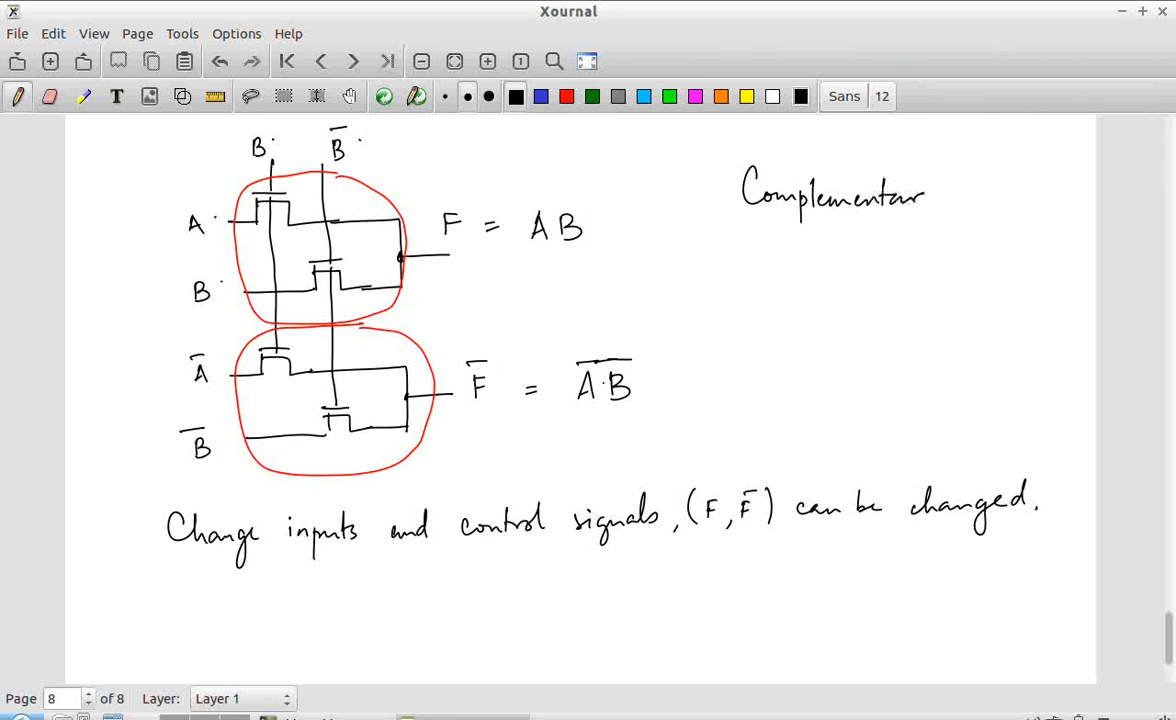 Xournal
File Edit View Page Tools Options Help
Sans 12
B B̅
A F = A B
Complementar
B
A̅ F̅ = \overline{A·B}
B̅
Change inputs and control signals, (F, F̅) can be changed.
Page 8 of 8 Layer: Layer 1